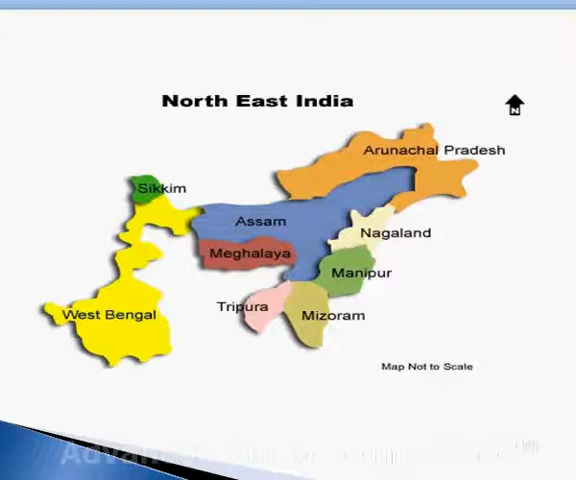 North East India
N
Arunachal Pradesh
Sikkim
Assam
Nagaland
Meghalaya
Manipur
Tripura
West Bengal
Mizoram
Map Not to Scale